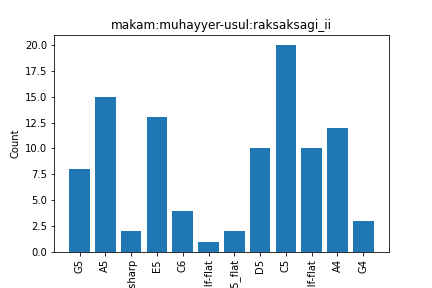 makam:muhayyer-usul:raksaksagi_ii
Count
20.0
17.5
15.0
12.5
10.0
7.5
5.0
2.5
0.0
G5
A5
sharp
E5
C6
lf-flat
5_flat
D5
C5
lf-flat
A4
G4